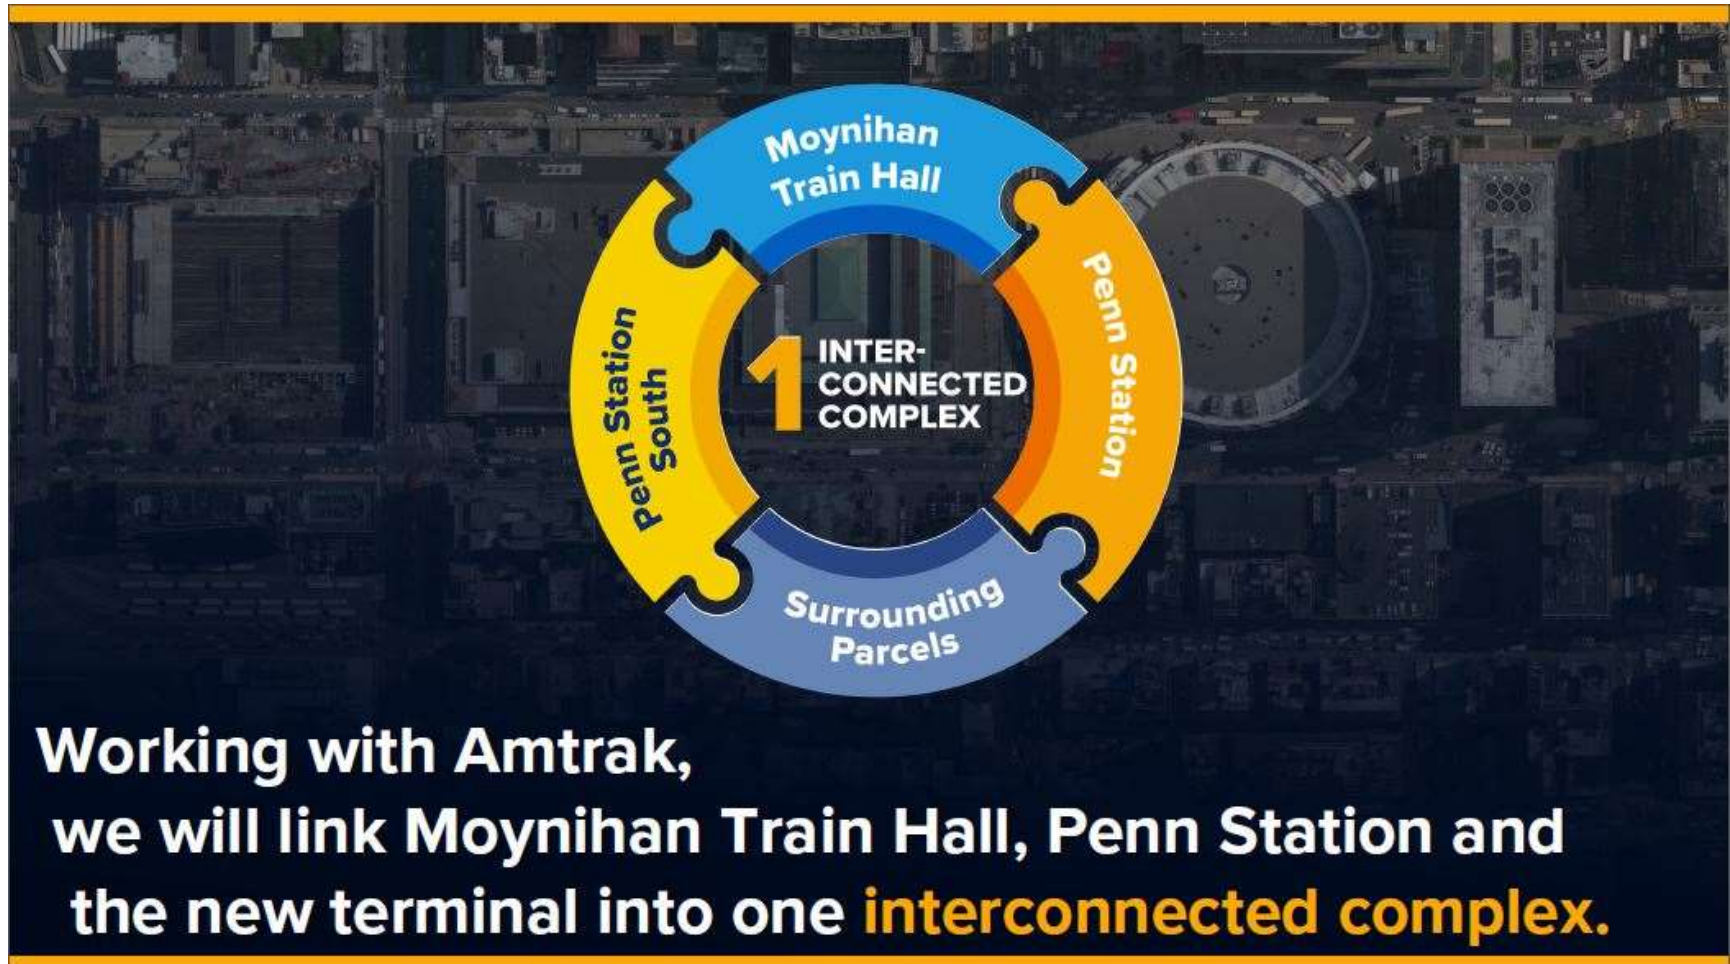 Moynihan
Train Hall
Penn Station
Penn Station
South
1 INTER-
CONNECTED
COMPLEX
Surrounding
Parcels
Working with Amtrak,
we will link Moynihan Train Hall, Penn Station and
the new terminal into one interconnected complex.